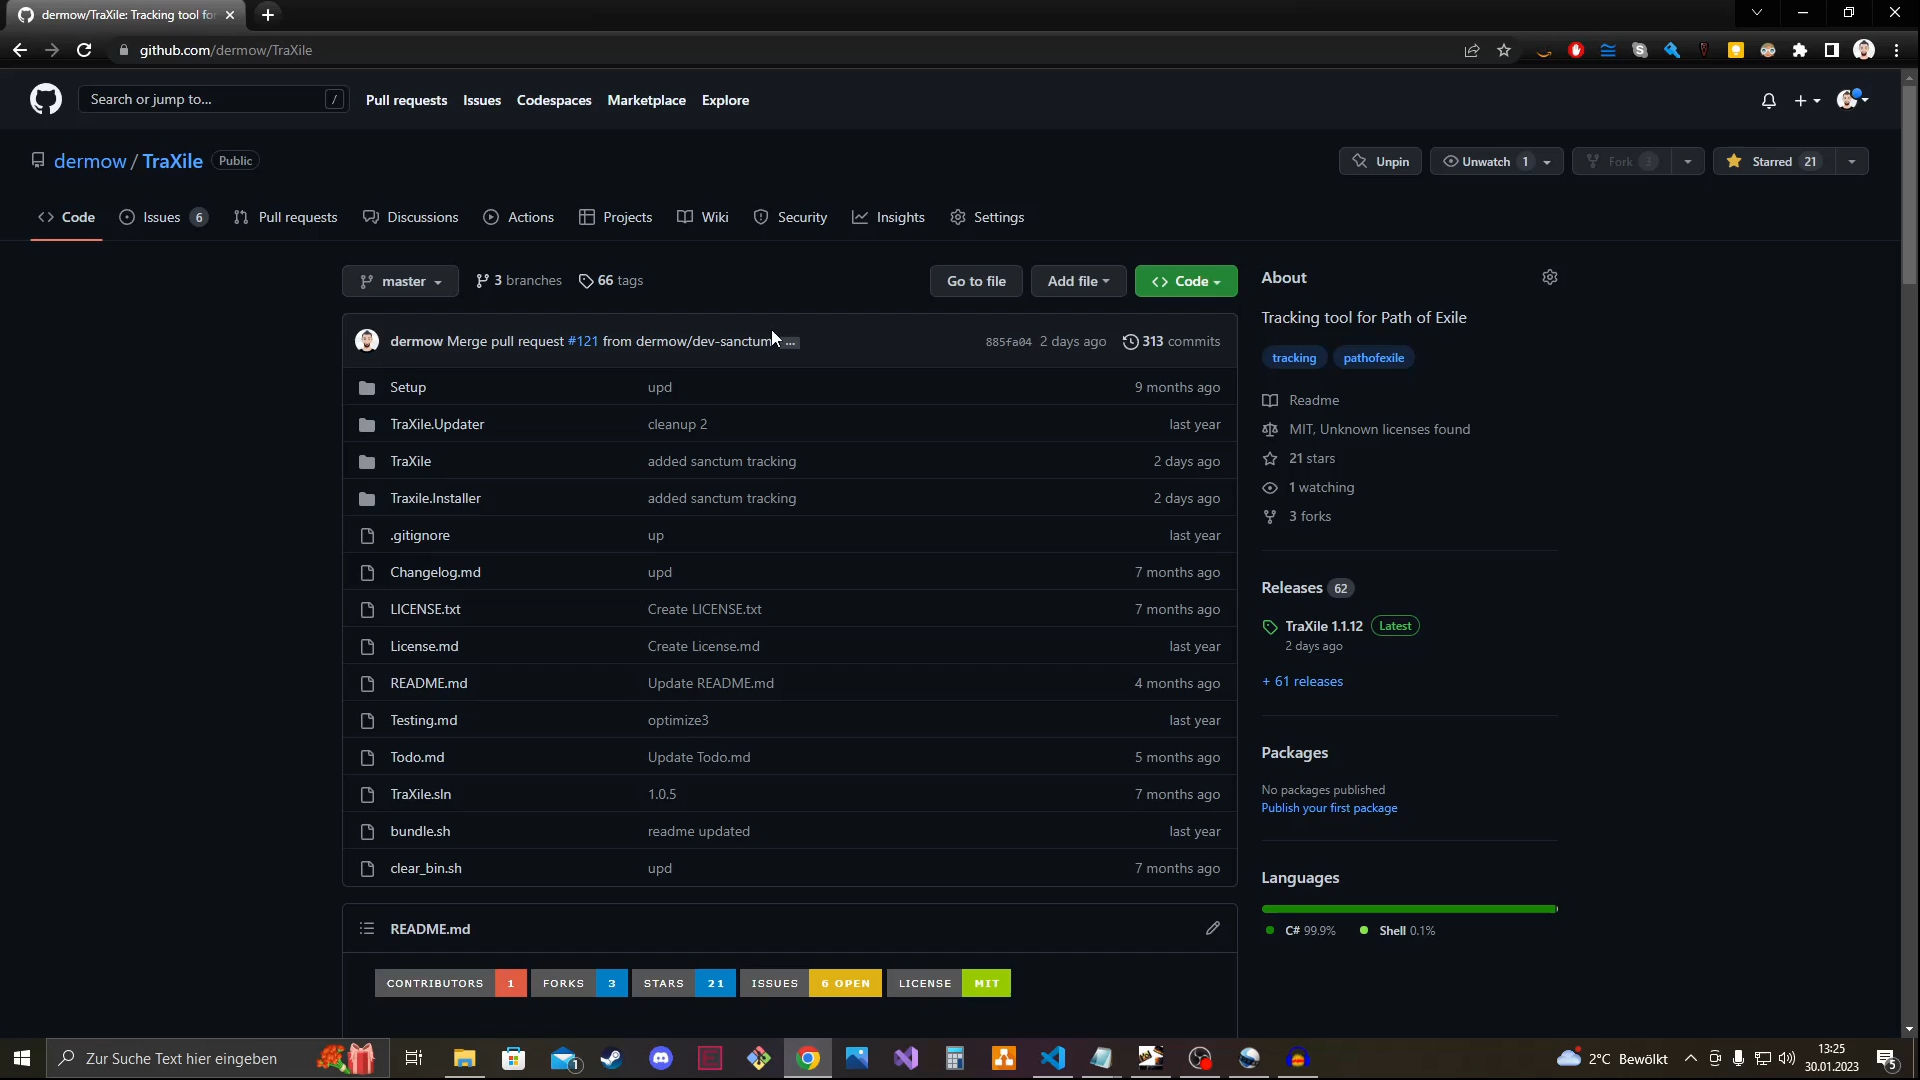 dermow/TraXile: Tracking tool fo
github.com/dermow/TraXile
Search or jump to... /
Pull requests Issues Codespaces Marketplace Explore
dermow / TraXile Public
Unpin Unwatch 1 Fork 3 Starred 21
Code Issues 6 Pull requests Discussions Actions Projects Wiki Security Insights Settings
master 3 branches 66 tags Go to file Add file Code
dermow Merge pull request #121 from dermow/dev-sanctum ... 885fa04 2 days ago 313 commits
Setup upd 9 months ago
TraXile.Updater cleanup 2 last year
TraXile added sanctum tracking 2 days ago
Traxile.Installer added sanctum tracking 2 days ago
.gitignore up last year
Changelog.md upd 7 months ago
LICENSE.txt Create LICENSE.txt 7 months ago
License.md Create License.md last year
README.md Update README.md 4 months ago
Testing.md optimize3 last year
Todo.md Update Todo.md 5 months ago
TraXile.sln 1.0.5 7 months ago
bundle.sh readme updated last year
clear_bin.sh upd 7 months ago
README.md
CONTRIBUTORS 1 FORKS 3 STARS 21 ISSUES 6 OPEN LICENSE MIT
About
Tracking tool for Path of Exile
tracking pathofexile
Readme
MIT, Unknown licenses found
21 stars
1 watching
3 forks
Releases 62
TraXile 1.1.12 Latest
2 days ago
+ 61 releases
Packages
No packages published
Publish your first package
Languages
C# 99.9% Shell 0.1%
Zur Suche Text hier eingeben
1
2°C Bewölkt
13:25
30.01.2023
5